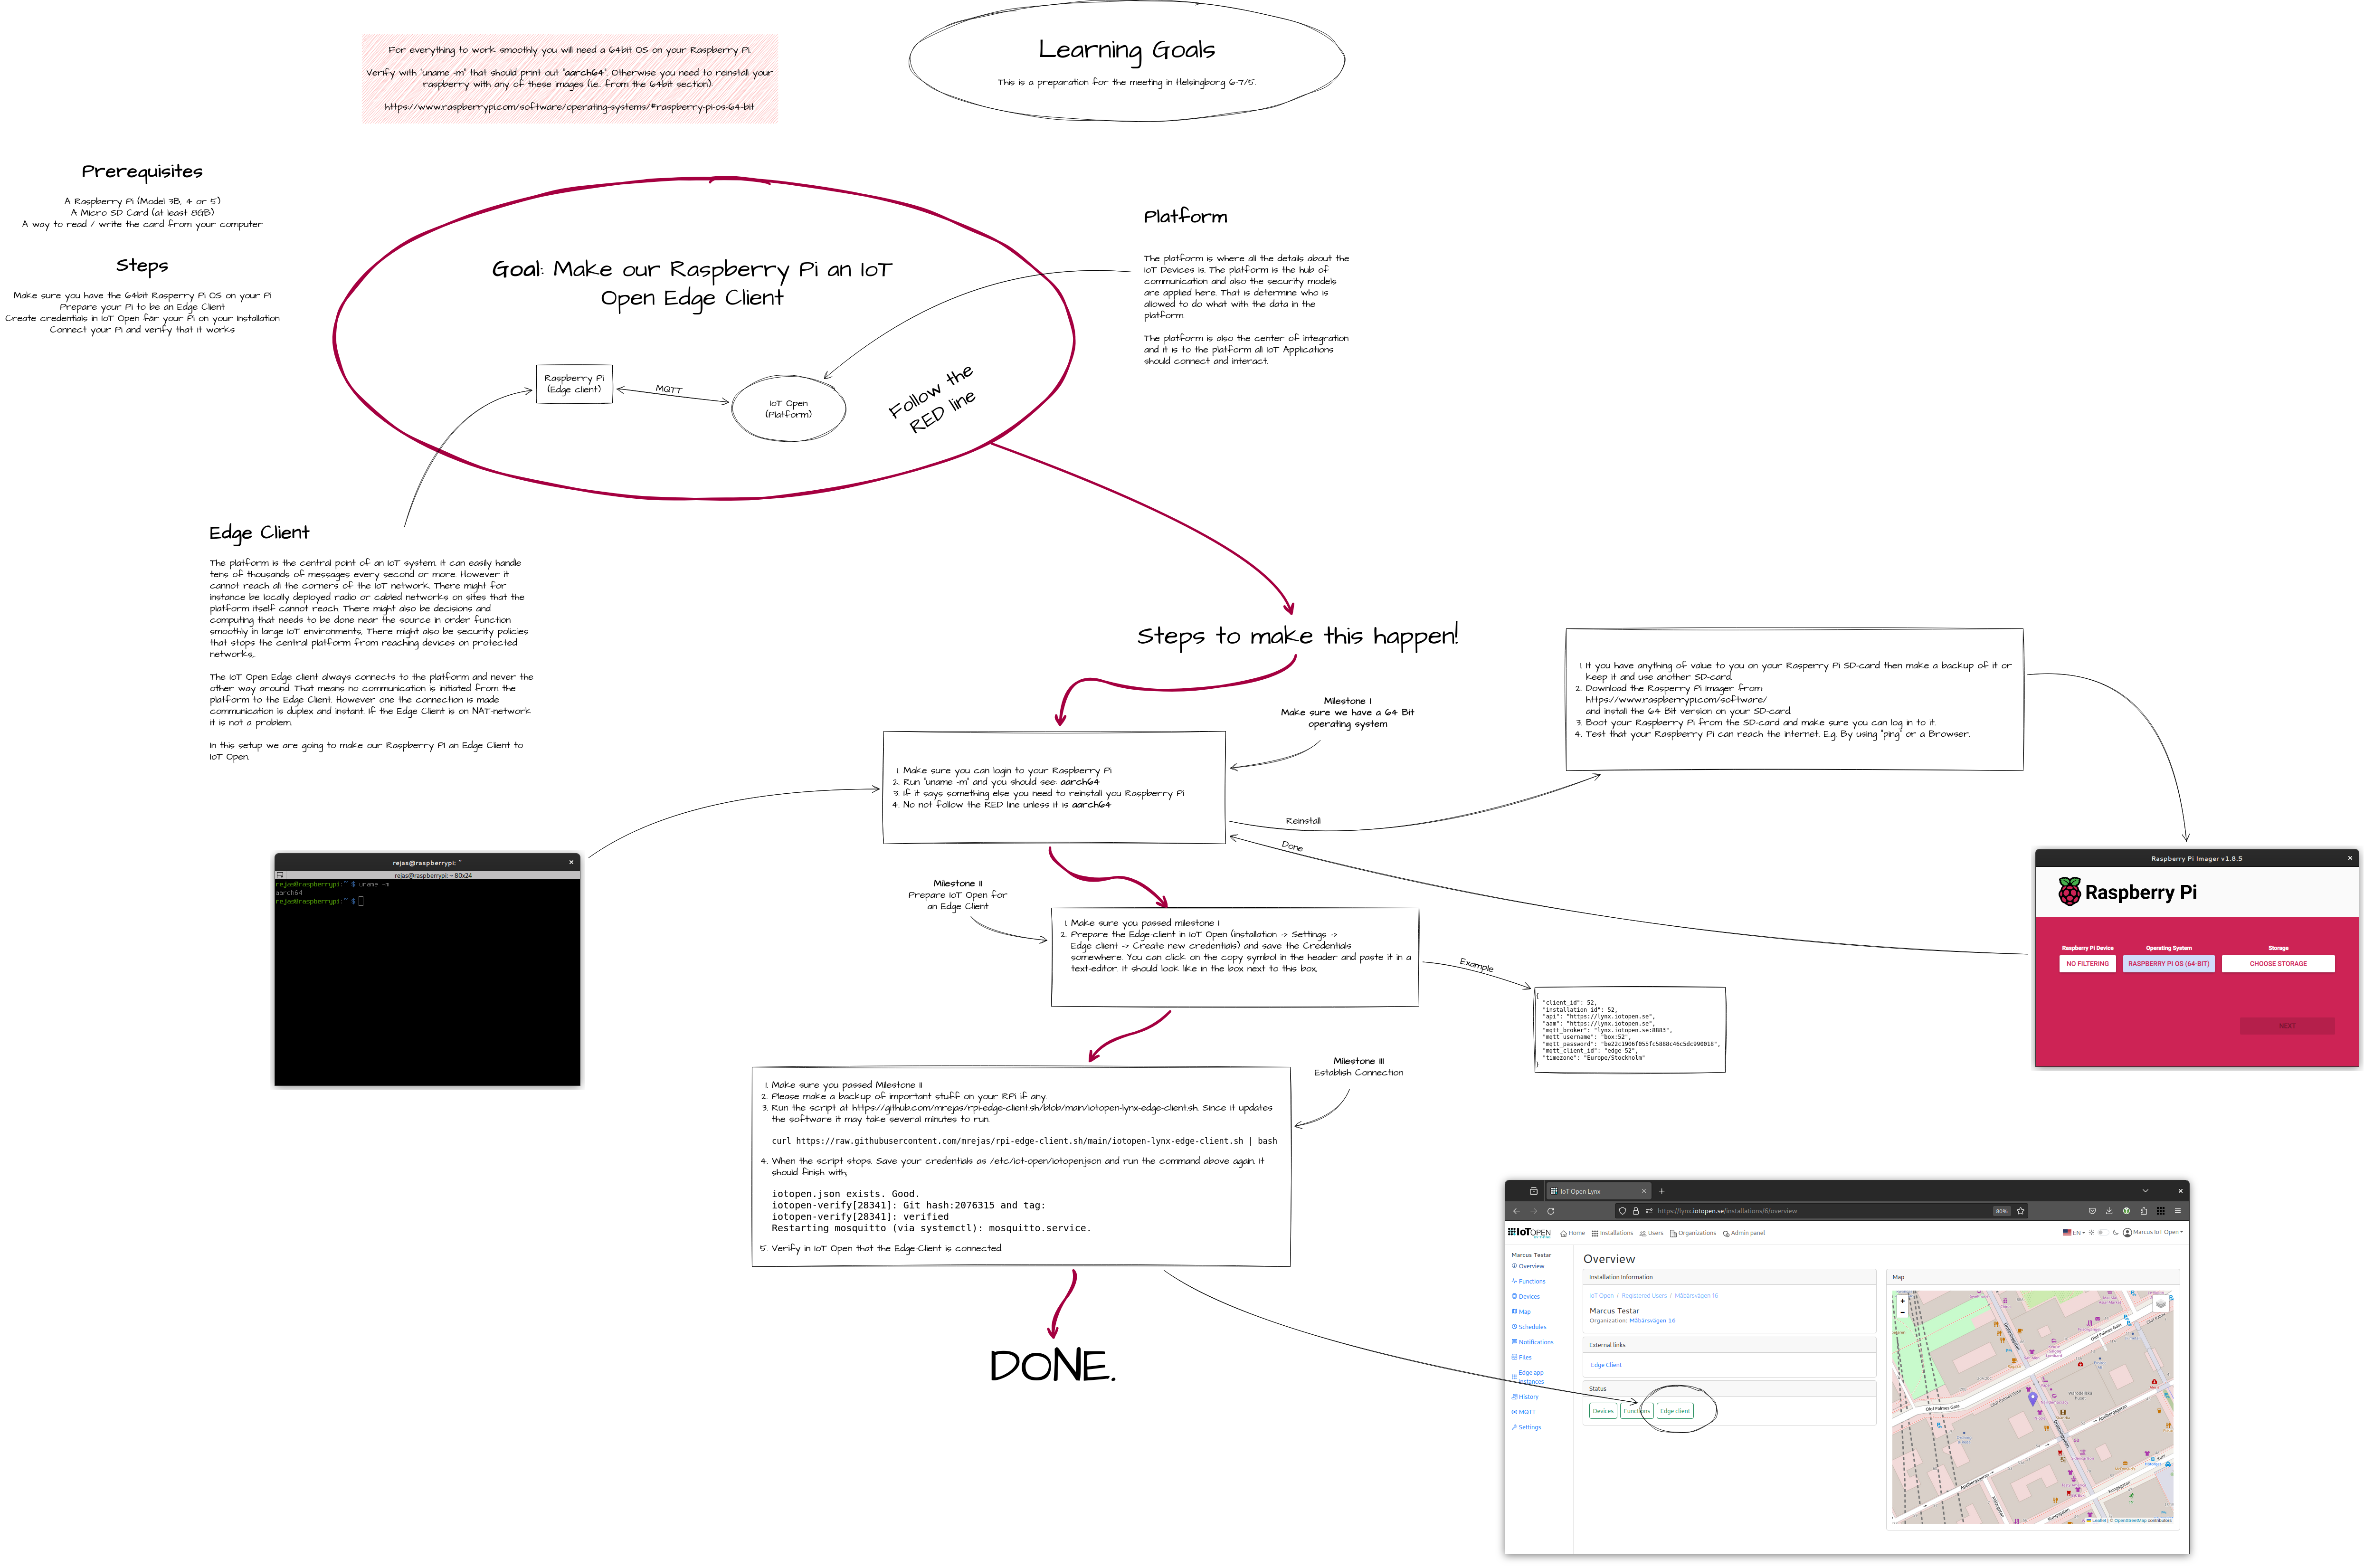 Learning Goals
This is a preparation for the meeting in Helsingborg 6-7/5.
For everything to work smoothly you will need a 64bit OS on your Raspberry Pi.
Verify with "uname -m" that should print out "aarch64". Otherwise you need to reinstall your
raspberry with any of these images (i.e. from the 64bit section)
https://www.raspberrypi.com/software/operating-systems/#raspberry-pi-os-64-bit
Prerequisites
A Raspberry Pi (Model 3B, 4 or 5)
A Micro SD Card (at least 8GB)
A way to read / write the card from your computer
Steps
Make sure you have the 64bit Rasperry Pi OS on your Pi
Prepare your Pi to be an Edge Client
Create credentials in IoT Open får your Pi on your Installation
Connect your Pi and verify that it works
Goal: Make our Raspberry Pi an IoT
Open Edge Client
Raspberry Pi
(Edge client)
MQTT
IoT Open
(Platform)
Follow the
RED line
Platform
The platform is where all the details about the
IoT Devices is. The platform is the hub of
communication and also the security models
are applied here. That is determine who is
allowed to do what with the data in the
platform.
The platform is also the center of integration
and it is to the platform all IoT Applications
should connect and interact.
Edge Client
The platform is the central point of an IoT system. It can easily handle
tens of thousands of messages every second or more. However it
cannot reach all the corners of the IoT network. There might for
instance be locally deployed radio or cabled networks on sites that the
platform itself cannot reach. There might also be decisions and
computing that needs to be done near the source in order function
smoothly in large IoT environments, There might also be security policies
that stops the central platform from reaching devices on protected
networks,.
The IoT Open Edge client always connects to the platform and never the
other way around. That means no communication is initiated from the
platform to the Edge Client. However one the connection is made
communication is duplex and instant. If the Edge Client is on NAT-network
it is not a problem.
In this setup we are going to make our Raspberry PI an Edge Client to
IoT Open.
Steps to make this happen!
Milestone I
Make sure we have a 64 Bit
operating system
1. Make sure you can login to your Raspberry Pi
2. Run "uname -m" and you should see: aarch64
3. If it says something else you need to reinstall you Raspberry Pi
4. No not follow the RED line unless it is aarch64
Reinstall
Done
1. If you have anything of value to you on your Rasperry Pi SD-card then make a backup of it or
keep it and use another SD-card.
2. Download the Rasperry Pi Imager from:
https://www.raspberrypi.com/software/
and install the 64 Bit version on your SD-card.
3. Boot your Raspberry Pi from the SD-card and make sure you can log in to it.
4. Test that your Raspberry Pi can reach the internet. E.g. By using "ping" or a Browser.
rejas@raspberrypi: ~
rejas@raspberrypi: ~ 80x24
rejas@raspberrypi:~ $ uname -m
aarch64
rejas@raspberrypi:~ $
Raspberry Pi Imager v1.8.5
Raspberry Pi
Raspberry Pi Device
Operating System
Storage
NO FILTERING
RASPBERRY PI OS (64-BIT)
CHOOSE STORAGE
NEXT
Milestone II
Prepare IoT Open for
an Edge Client
1. Make sure you passed milestone I
2. Prepare the Edge-client in IoT Open (installation -> Settings ->
Edge client -> Create new credentials) and save the Credentials
somewhere. You can click on the copy symbol in the header and paste it in a
text-editor. It should look like in the box next to this box,
Example
{
"client_id": 52,
"installation_id": 52,
"api": "https://lynx.iotopen.se",
"aam": "https://lynx.iotopen.se",
"mqtt_broker": "lynx.iotopen.se:8883",
"mqtt_username": "box:52",
"mqtt_password": "be22c1906f055fc5888c46c5dc990018",
"mqtt_client_id": "edge-52",
"timezone": "Europe/Stockholm"
}
Milestone III
Establish Connection
1. Make sure you passed Milestone II
2. Please make a backup of important stuff on your RPi if any.
3. Run the script at https://github.com/mrejas/rpi-edge-client.sh/blob/main/iotopen-lynx-edge-client.sh. Since it updates
the software it may take several minutes to run.
curl https://raw.githubusercontent.com/mrejas/rpi-edge-client.sh/main/iotopen-lynx-edge-client.sh | bash
4. When the script stops. Save your credentials as /etc/iot-open/iotopen.json and run the command above again. It
should finish with;
iotopen.json exists. Good.
iotopen-verify[28341]: Git hash:2076315 and tag:
iotopen-verify[28341]: verified
Restarting mosquitto (via systemctl): mosquitto.service.
5. Verify in IoT Open that the Edge-Client is connected.
DONE.
IoT Open Lynx
https://lynx.iotopen.se/installations/6/overview
80%
IoTOPEN
Home
Installations
Users
Organizations
Admin panel
EN
Marcus IoT Open
Marcus Testar
Overview
Functions
Devices
Map
Schedules
Notifications
Files
Edge app
instances
History
MQTT
Settings
Overview
Installation Information
IoT Open / Registered Users / Måbärsvägen 16
Marcus Testar
Organization: Måbärsvägen 16
External links
Edge Client
Status
Devices
Functions
Edge client
Map
+
−
Olof Palmes Gata
Olof Palmes Gata
Olof Palmes Gata
Drottninggatan
Apelbergsgatan
Apelbergsgatan
Kungsgatan
Kungsgatan
Leaflet | © OpenStreetMap contributors